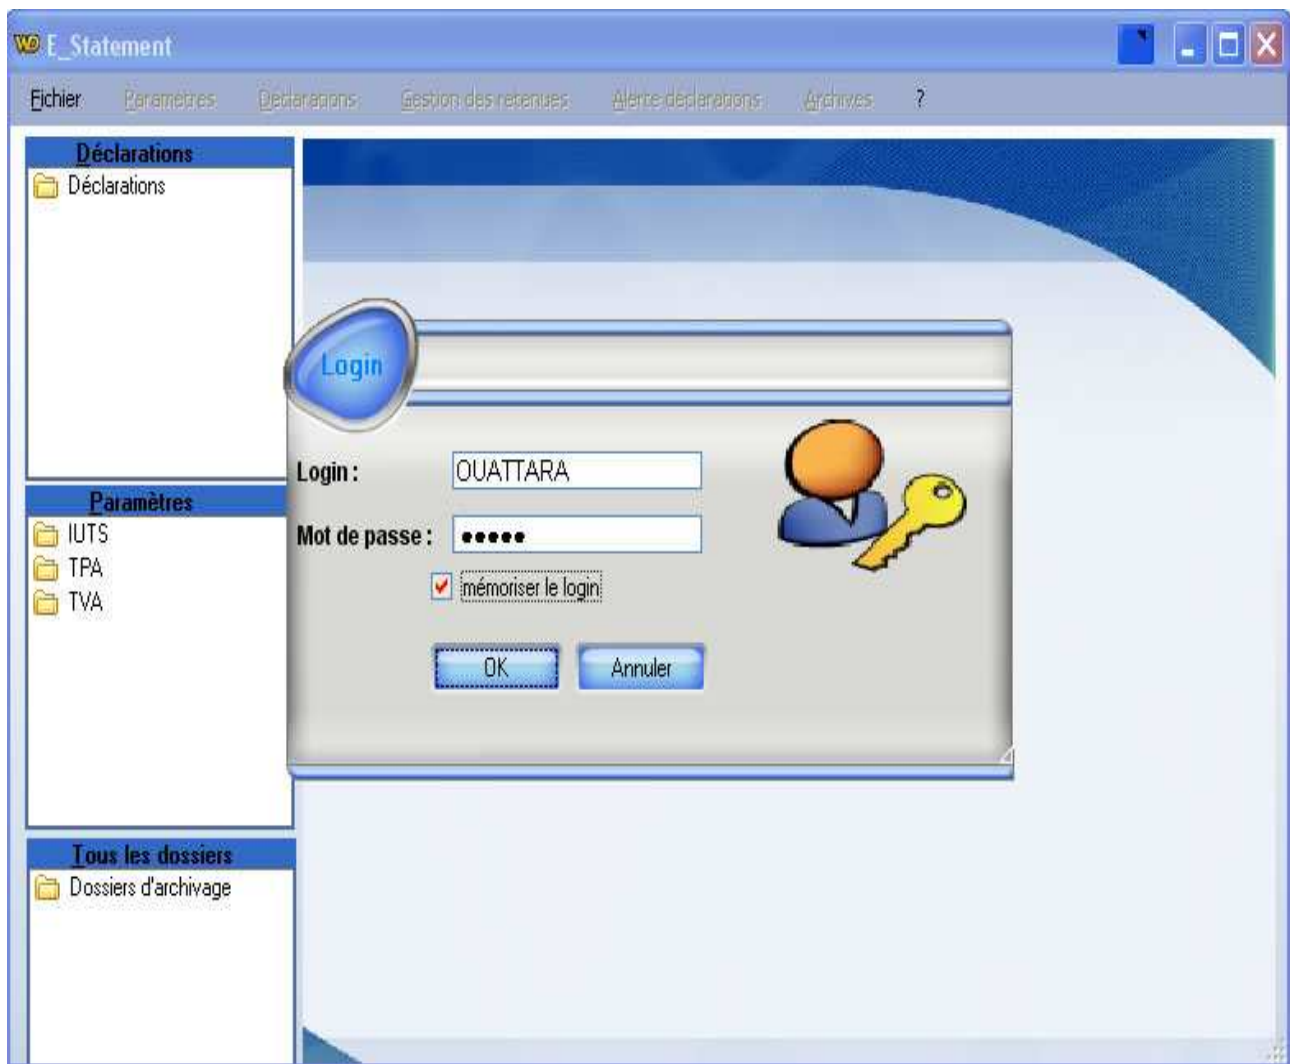 WD E_Statement
Fichier Paramètres Déclarations Gestion des retenues Alerte déclarations Archives ?
Déclarations
Déclarations
Login
Login :
OUATTARA
Paramètres
IUTS
Mot de passe : •••••
TPA
mémoriser le login
TVA
OK Annuler
Tous les dossiers
Dossiers d'archivage